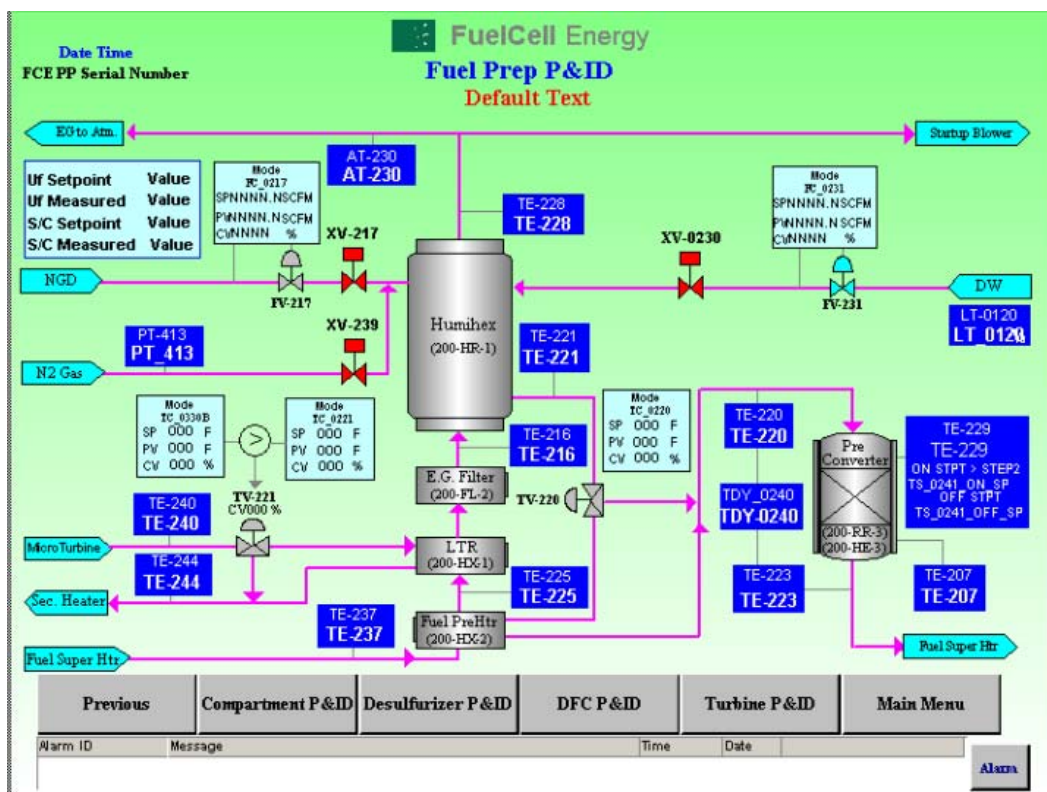 FuelCell Energy
Date Time
FCE PP Serial Number
Fuel Prep P&ID
Default Text
EG to Atm.
Startup Blower
AT-230
AT-230
Uf Setpoint Value
Uf Measured Value
S/C Setpoint Value
S/C Measured Value
Mode
FC_0217
SPNNNN.NSCFM
PVNNNN.NSCFM
CVNNNN %
TE-228
TE-228
Mode
FC_0231
SPNNNN.NSCFM
PVNNNN.NSCFM
CVNNNN %
XV-217
XV-0230
NGD
FV-217
FV-231
DW
LT-0120
LT_0120%
Humihex
(200-HR-1)
XV-239
PT-413
PT_413
N2 Gas
TE-221
TE-221
Mode
TC_0330B
SP 000 F
PV 000 F
CV 000 %
>
Mode
TC_0221
SP 000 F
PV 000 F
CV 000 %
Mode
TC_0220
SP 000 F
PV 000 F
CV 000 %
TE-216
TE-216
TE-220
TE-220
Pre
Converter
(200-RR-3)
(200-HE-3)
TE-229
TE-229
ON STPT > STEP2
TS_0241_ON_SP
OFF STPT
TS_0241_OFF_SP
E.G. Filter
(200-FL-2)
TV-220
TV-221
CV000 %
TE-240
TE-240
TDY_0240
TDY-0240
MicroTurbine
LTR
(200-HX-1)
TE-244
TE-244
Sec. Heater
TE-225
TE-225
TE-223
TE-223
TE-207
TE-207
TE-237
TE-237
Fuel PreHtr
(200-HX-2)
Fuel Super Htr
Fuel Super Htr
Previous
Compartment P&ID
Desulfurizer P&ID
DFC P&ID
Turbine P&ID
Main Menu
Alarm ID Message Time Date
Alarm